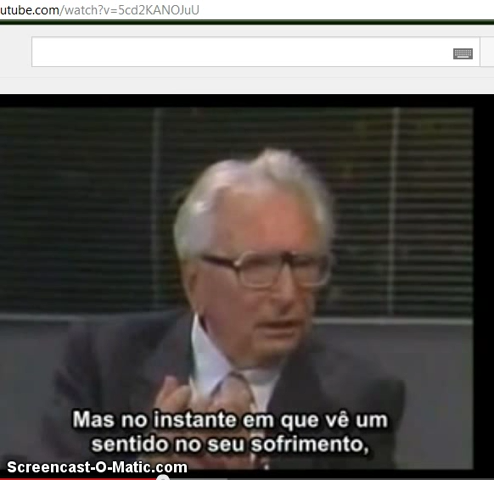 utube.com/watch?v=5cd2KANOJuU
Mas no instante em que vê um
sentido no seu sofrimento,
Screencast-O-Matic.com